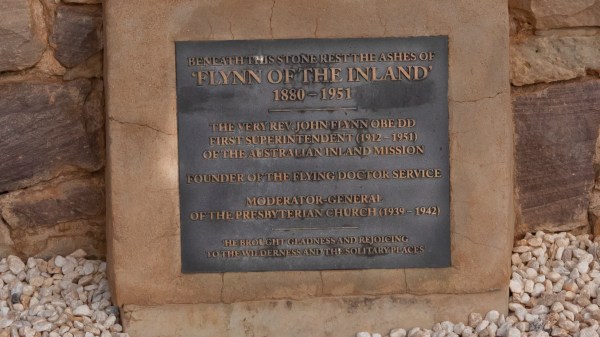 BENEATH THIS STONE REST THE ASHES OF
'FLYNN OF THE INLAND'
1880 – 1951
THE VERY REV. JOHN FLYNN OBE DD
FIRST SUPERINTENDENT (1912 – 1951)
OF THE AUSTRALIAN INLAND MISSION
FOUNDER OF THE FLYING DOCTOR SERVICE
MODERATOR-GENERAL
OF THE PRESBYTERIAN CHURCH (1939 – 1942)
HE BROUGHT GLADNESS AND REJOICING
TO THE WILDERNESS AND THE SOLITARY PLACES